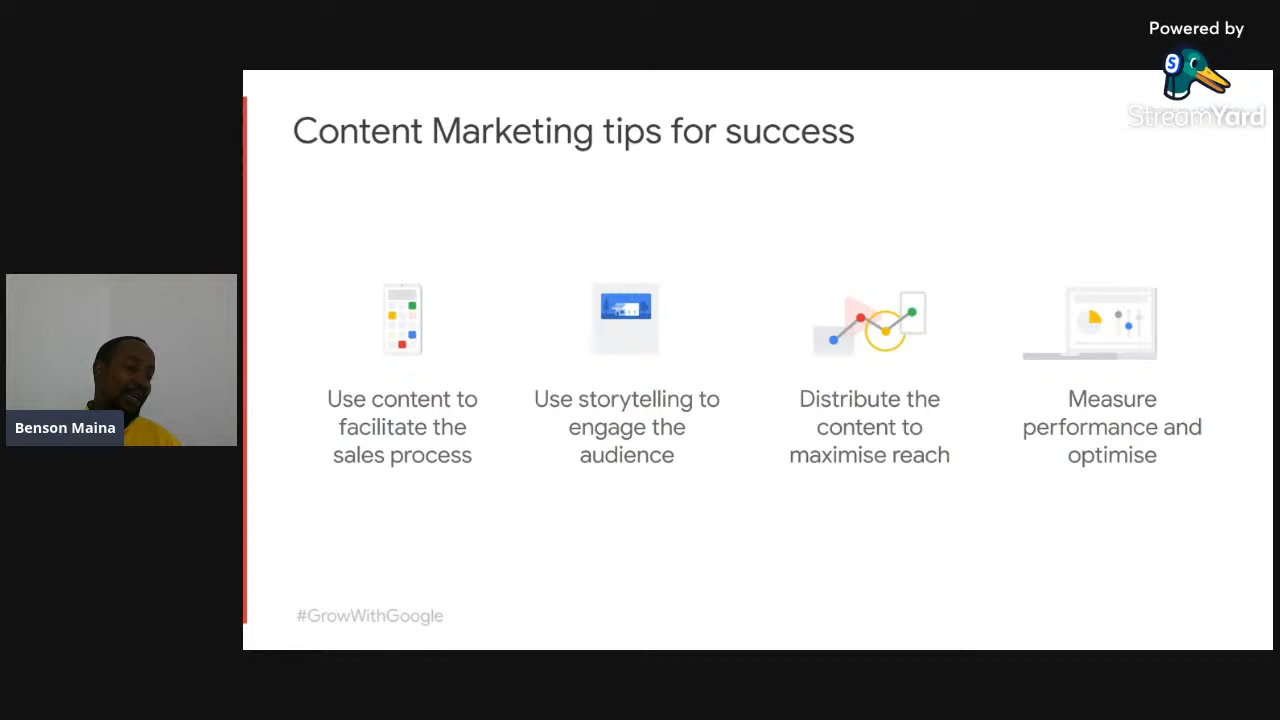 Powered by
StreamYard
Content Marketing tips for success
Use content to
facilitate the
sales process
Use storytelling to
engage the
audience
Distribute the
content to
maximise reach
Measure
performance and
optimise
Benson Maina
#GrowWithGoogle